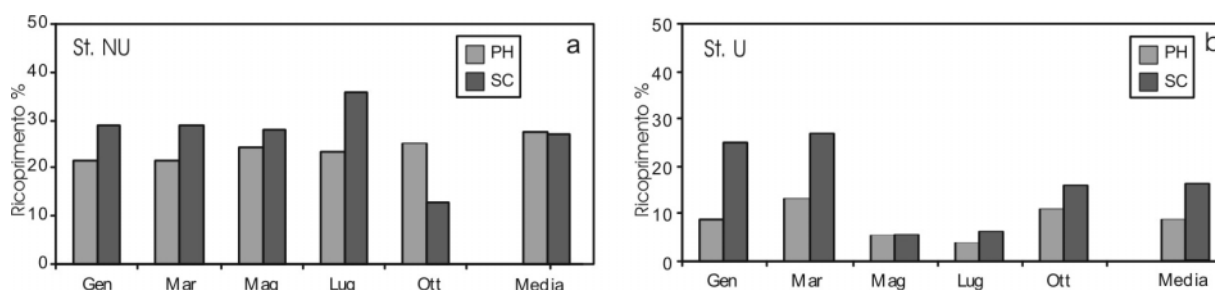 St. NU
PH
SC
a
Ricoprimento %
50
40
30
20
10
0
Gen Mar Mag Lug Ott Media
St. U
PH
SC
b
Ricoprimento %
50
40
30
20
10
0
Gen Mar Mag Lug Ott Media